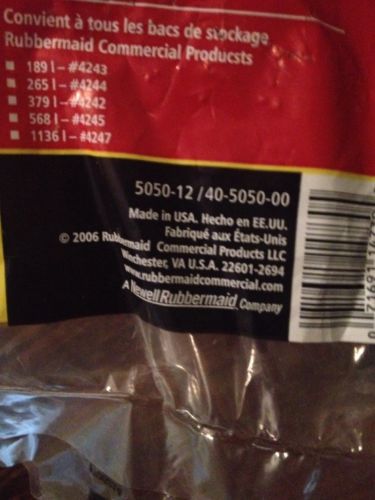 Convient à tous les bacs de stockage
Rubbermaid Commercial Producsts
■ 189 l – #4243
■ 265 l – #4244
■ 379 l – #4242
■ 568 l – #4245
■ 1136 l – #4247
5050-12 / 40-5050-00
Made in USA. Hecho en EE.UU.
Fabriqué aux États-Unis
© 2006 Rubbermaid Commercial Products LLC
Winchester, VA U.S.A. 22601-2694
www.rubbermaidcommercial.com
A Newell Rubbermaid Company